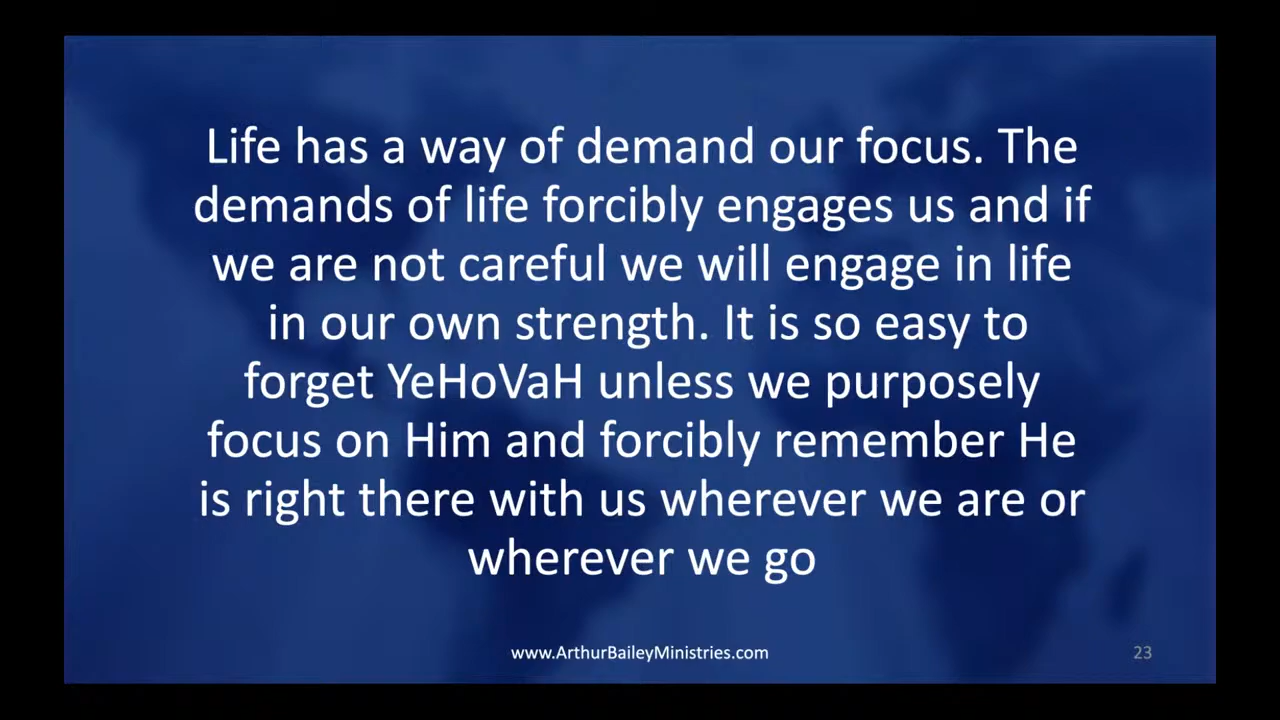 Life has a way of demand our focus. The
demands of life forcibly engages us and if
we are not careful we will engage in life
in our own strength. It is so easy to
forget YeHoVaH unless we purposely
focus on Him and forcibly remember He
is right there with us wherever we are or
wherever we go
www.ArthurBaileyMinistries.com
23